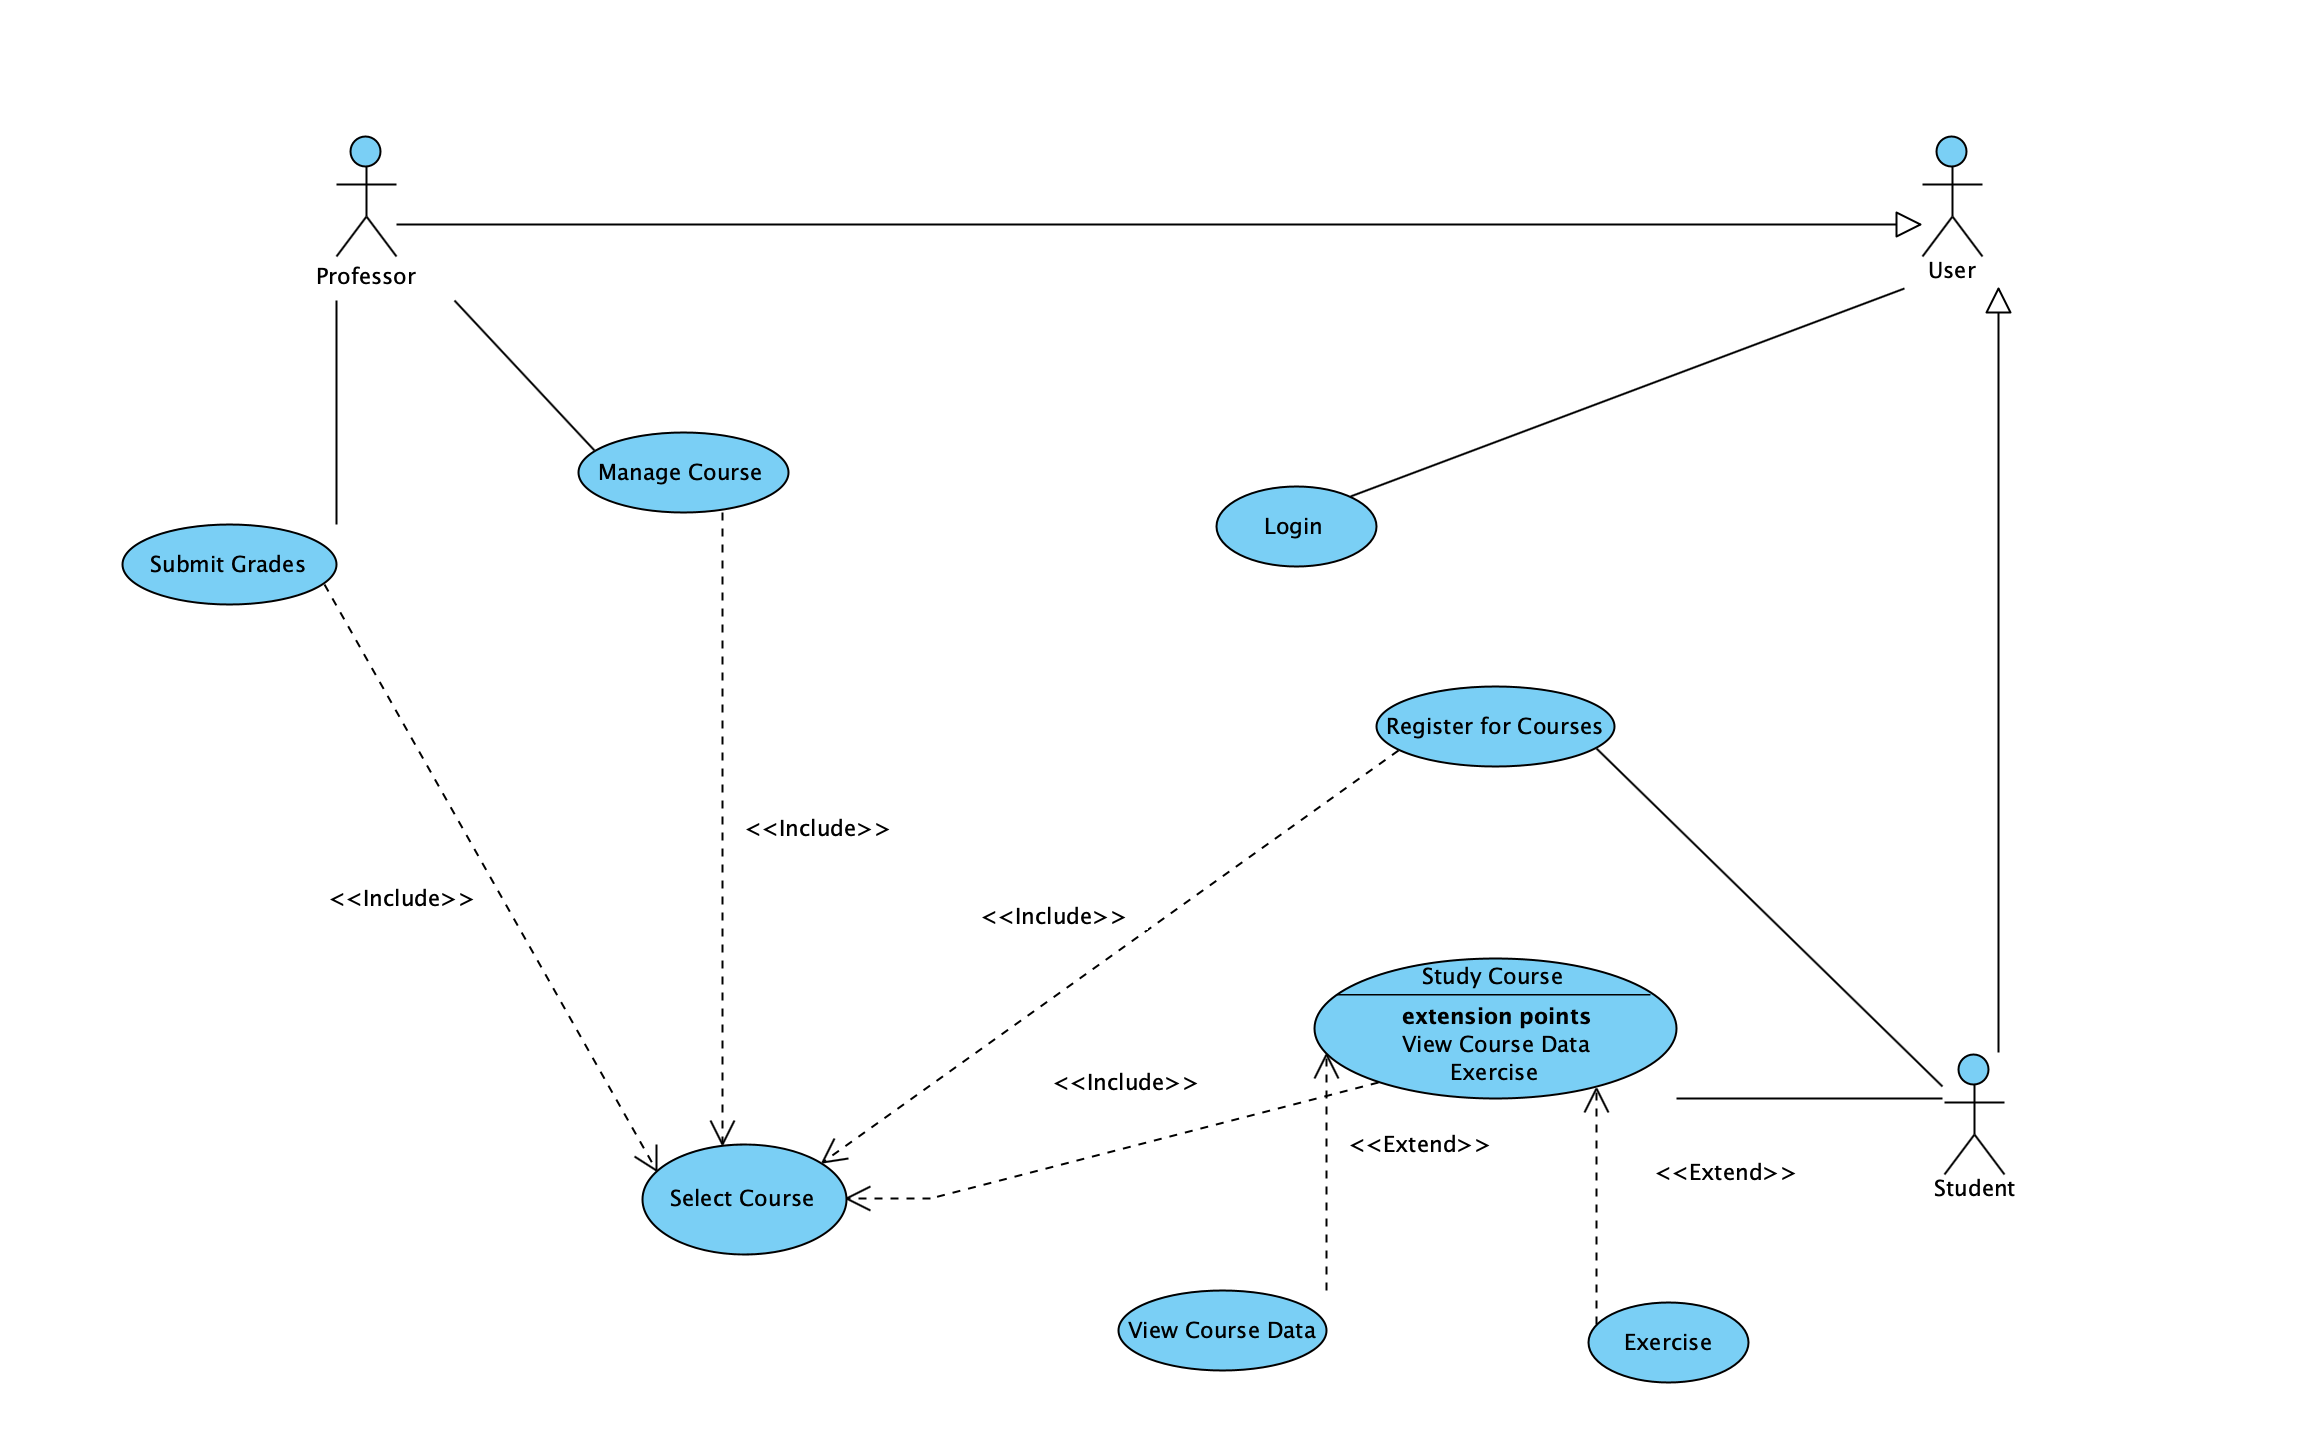 Professor
User
Manage Course
Login
Submit Grades
Register for Courses
<<Include>>
<<Include>>
<<Include>>
Study Course
extension points
View Course Data
Exercise
<<Include>>
<<Extend>>
<<Extend>>
Student
Select Course
View Course Data
Exercise